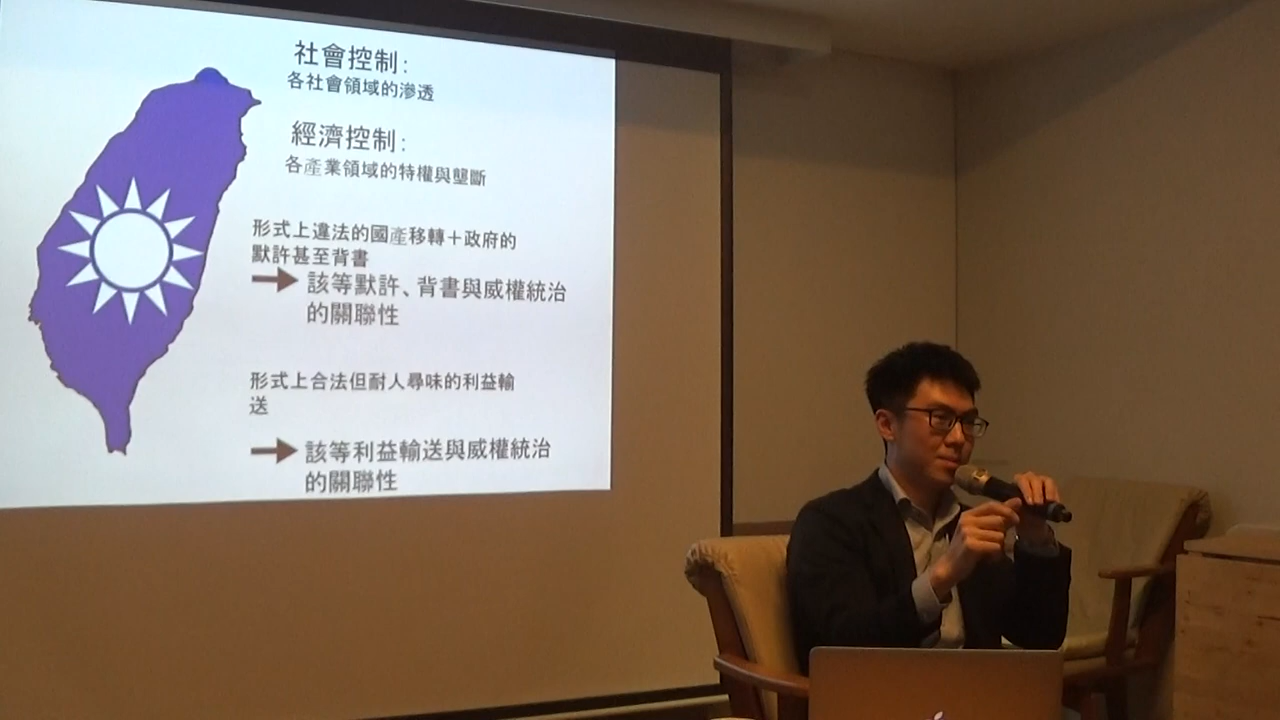 社會控制：
各社會領域的滲透
經濟控制：
各產業領域的特權與壟斷
形式上違法的國產移轉＋政府的
默許甚至背書
該等默許、背書與威權統治
的關聯性
形式上合法但耐人尋味的利益輸
送
該等利益輸送與威權統治
的關聯性